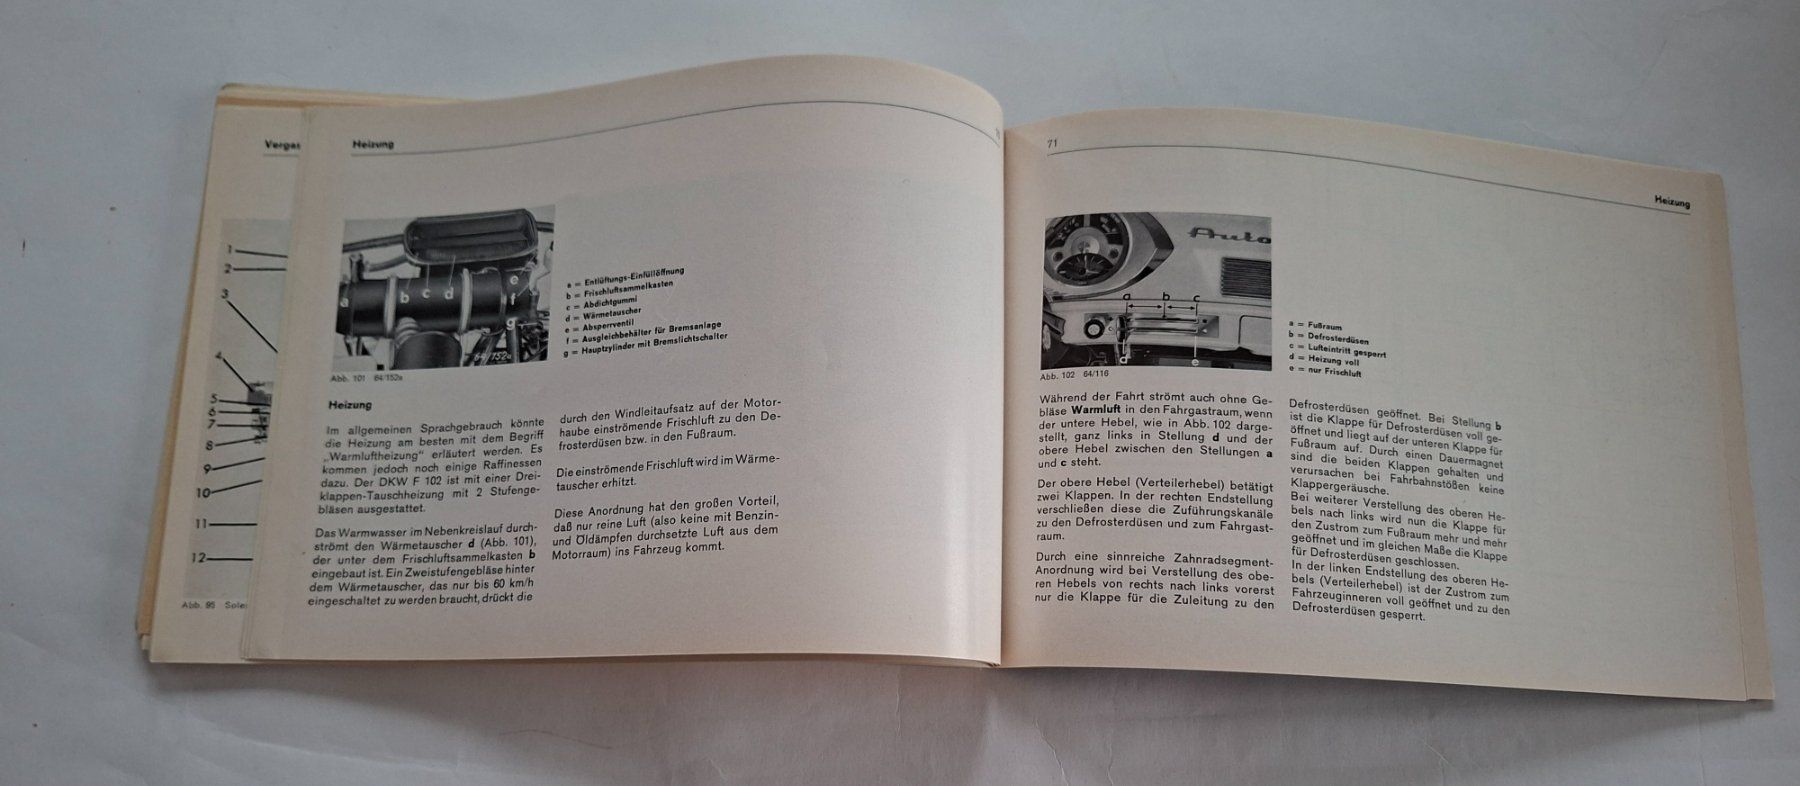 Vergas
1
2
3
4
5
6
7
8
9
10
11
12
Abb. 95 Solex
Heizung
70
a
b
c
d
e
f
g
64/152a
Abb. 101 64/152a
a = Entlüftungs-Einfüllöffnung
b = Frischluftsammelkasten
c = Abdichtgummi
d = Wärmetauscher
e = Absperrventil
f = Ausgleichbehälter für Bremsanlage
g = Hauptzylinder mit Bremslichtschalter
Heizung
Im allgemeinen Sprachgebrauch könnte
die Heizung am besten mit dem Begriff
„Warmluftheizung“ erläutert werden. Es
kommen jedoch noch einige Raffinessen
dazu. Der DKW F 102 ist mit einer Drei-
klappen-Tauschheizung mit 2 Stufenge-
bläsen ausgestattet.
Das Warmwasser im Nebenkreislauf durch-
strömt den Wärmetauscher d (Abb. 101),
der unter dem Frischluftsammelkasten b
eingebaut ist. Ein Zweistufengebläse hinter
dem Wärmetauscher, das nur bis 60 km/h
eingeschaltet zu werden braucht, drückt die
durch den Windleitaufsatz auf der Motor-
haube einströmende Frischluft zu den De-
frosterdüsen bzw. in den Fußraum.
Die einströmende Frischluft wird im Wärme-
tauscher erhitzt.
Diese Anordnung hat den großen Vorteil,
daß nur reine Luft (also keine mit Benzin-
und Öldämpfen durchsetzte Luft aus dem
Motorraum) ins Fahrzeug kommt.
71
Heizung
Auto
a
b
c
d
e
Abb. 102 64/116
a = Fußraum
b = Defrosterdüsen
c = Lufteintritt gesperrt
d = Heizung voll
e = nur Frischluft
Während der Fahrt strömt auch ohne Ge-
bläse Warmluft in den Fahrgastraum, wenn
der untere Hebel, wie in Abb. 102 darge-
stellt, ganz links in Stellung d und der
obere Hebel zwischen den Stellungen a
und c steht.
Der obere Hebel (Verteilerhebel) betätigt
zwei Klappen. In der rechten Endstellung
verschließen diese die Zuführungskanäle
zu den Defrosterdüsen und zum Fahrgast-
raum.
Durch eine sinnreiche Zahnradsegment-
Anordnung wird bei Verstellung des obe-
ren Hebels von rechts nach links vorerst
nur die Klappe für die Zuleitung zu den
Defrosterdüsen geöffnet. Bei Stellung b
ist die Klappe für Defrosterdüsen voll ge-
öffnet und liegt auf der unteren Klappe für
Fußraum auf. Durch einen Dauermagnet
sind die beiden Klappen gehalten und
verursachen bei Fahrbahnstößen keine
Klappergeräusche.
Bei weiterer Verstellung des oberen He-
bels nach links wird nun die Klappe für
den Zustrom zum Fußraum mehr und mehr
geöffnet und im gleichen Maße die Klappe
für Defrosterdüsen geschlossen.
In der linken Endstellung des oberen He-
bels (Verteilerhebel) ist der Zustrom zum
Fahrzeuginneren voll geöffnet und zu den
Defrosterdüsen gesperrt.